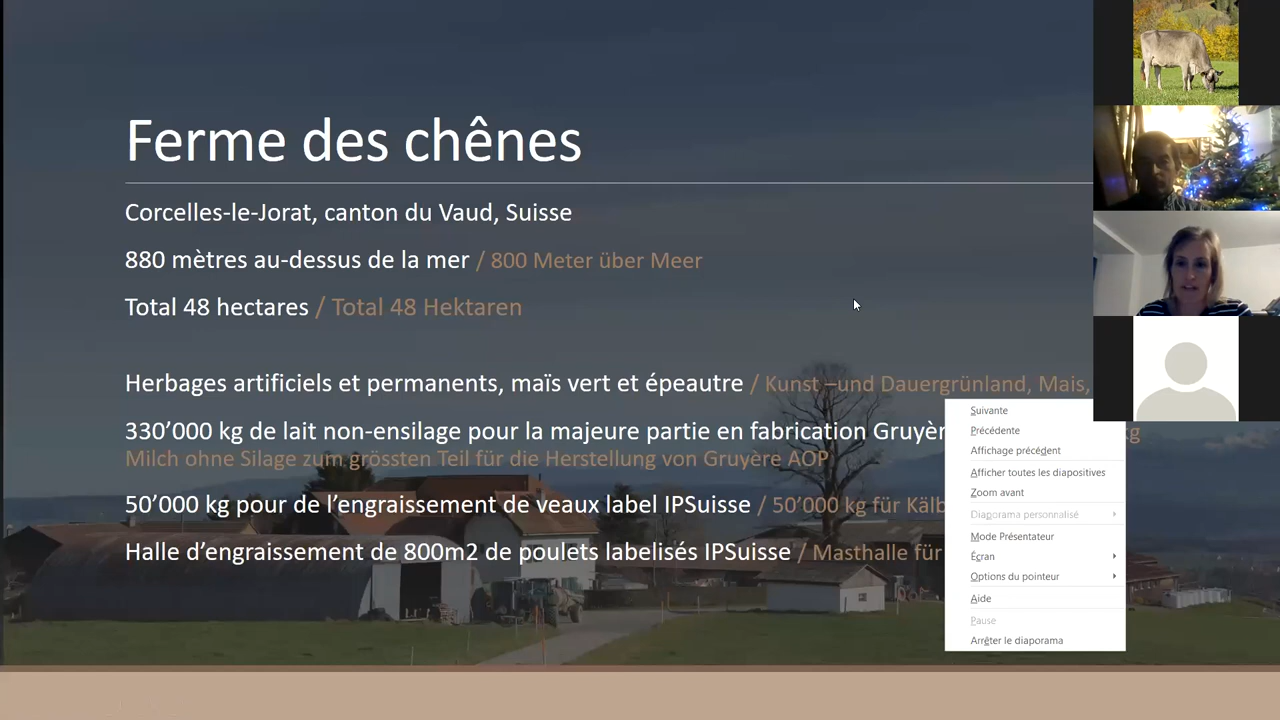 Ferme des chênes
Corcelles-le-Jorat, canton du Vaud, Suisse
880 mètres au-dessus de la mer / 800 Meter über Meer
Total 48 hectares / Total 48 Hektaren
Herbages artificiels et permanents, maïs vert et épeautre / Kunst –und Dauergrünland, Mais,
330’000 kg de lait non-ensilage pour la majeure partie en fabrication Gruyèr kg
Milch ohne Silage zum grössten Teil für die Herstellung von Gruyère AOP
50’000 kg pour de l’engraissement de veaux label IPSuisse / 50’000 kg für Kälb
Halle d’engraissement de 800m2 de poulets labelisés IPSuisse / Masthalle für
Suivante
Précédente
Affichage précédent
Afficher toutes les diapositives
Zoom avant
Diaporama personnalisé
Mode Présentateur
Écran
Options du pointeur
Aide
Pause
Arrêter le diaporama